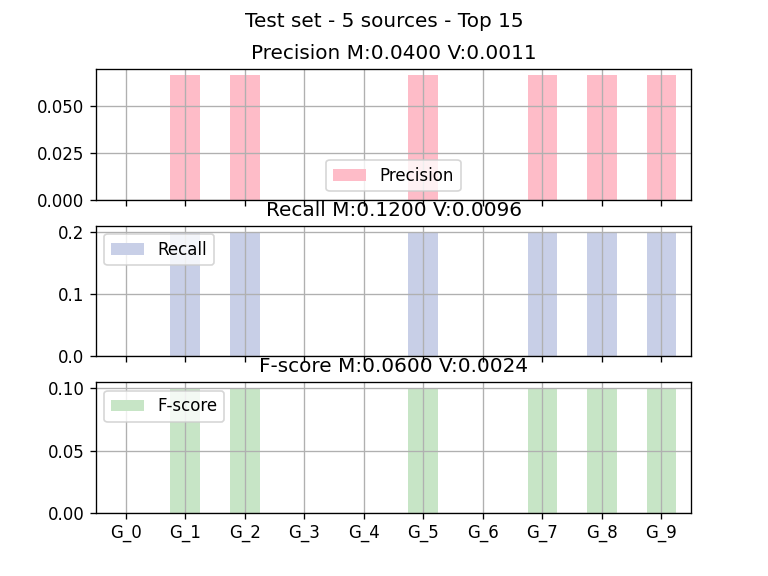 Test set - 5 sources - Top 15
Precision M:0.0400 V:0.0011
0.050
0.025
0.000
Precision
Recall M:0.1200 V:0.0096
0.2
0.1
0.0
Recall
F-score M:0.0600 V:0.0024
0.10
0.05
0.00
F-score
G_0 G_1 G_2 G_3 G_4 G_5 G_6 G_7 G_8 G_9